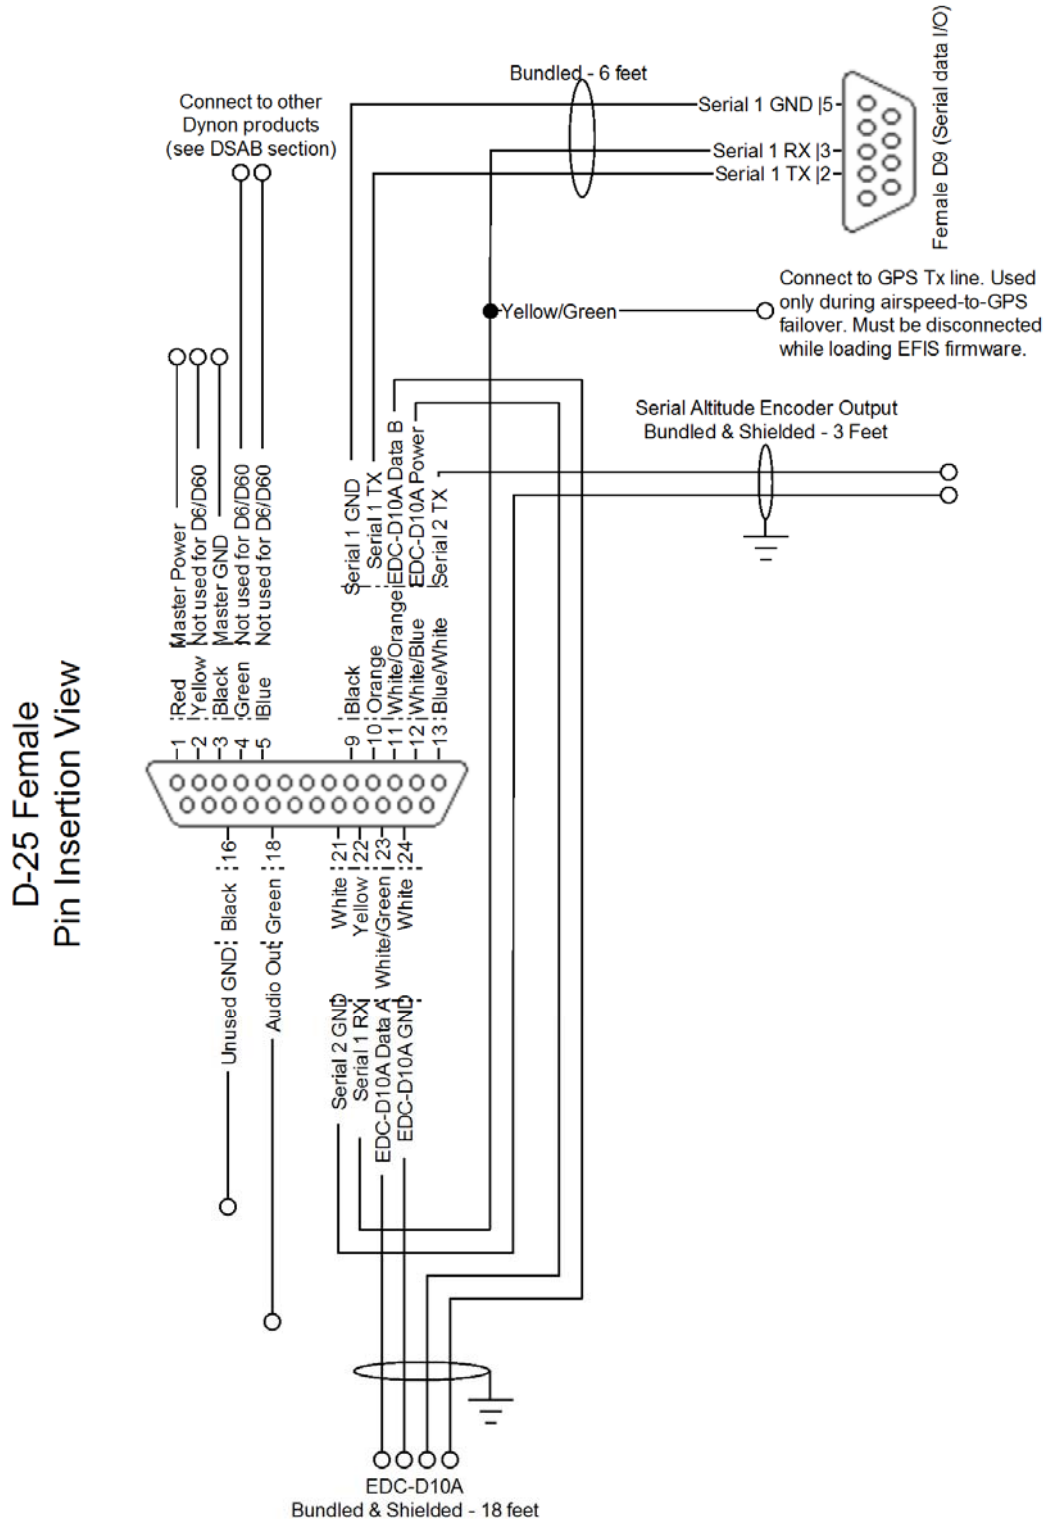 Bundled - 6 feet
Connect to other
Dynon products
(see DSAB section)
Serial 1 GND |5
Serial 1 RX |3
Serial 1 TX |2
Female D9 (Serial data I/O)
Yellow/Green
Connect to GPS Tx line. Used
only during airspeed-to-GPS
failover. Must be disconnected
while loading EFIS firmware.
Serial Altitude Encoder Output
Bundled & Shielded - 3 Feet
D-25 Female
Pin Insertion View
1 Red Master Power
2 Yellow Not used for D6/D60
3 Black Master GND
4 Green Not used for D6/D60
5 Blue Not used for D6/D60
9 Black Serial 1 GND
10 Orange Serial 1 TX
11 White/Orange EDC-D10A Data B
12 White/Blue EDC-D10A Power
13 Blue/White Serial 2 TX
Unused GND Black 16
Audio Out Green 18
Serial 2 GND White 21
Serial 1 RX Yellow 22
EDC-D10A Data A White/Green 23
EDC-D10A GND White 24
EDC-D10A
Bundled & Shielded - 18 feet